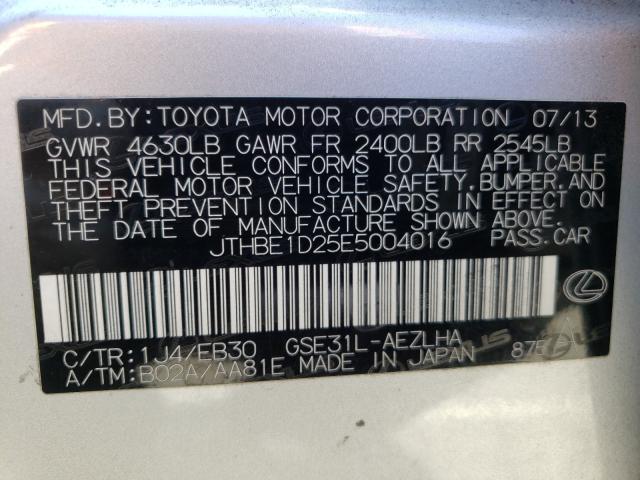 MFD. BY: TOYOTA MOTOR CORPORATION 07/13
GVWR 4630LB GAWR FR 2400LB RR 2545LB
THIS VEHICLE CONFORMS TO ALL APPLICABLE
FEDERAL MOTOR VEHICLE SAFETY, BUMPER, AND
THEFT PREVENTION STANDARDS IN EFFECT ON
THE DATE OF MANUFACTURE SHOWN ABOVE.
JTHBE1D25E5004016 PASS. CAR
C/TR: 1J4/EB30 GSE31L-AEZLHA
A/TM: B02A/AA81E MADE IN JAPAN